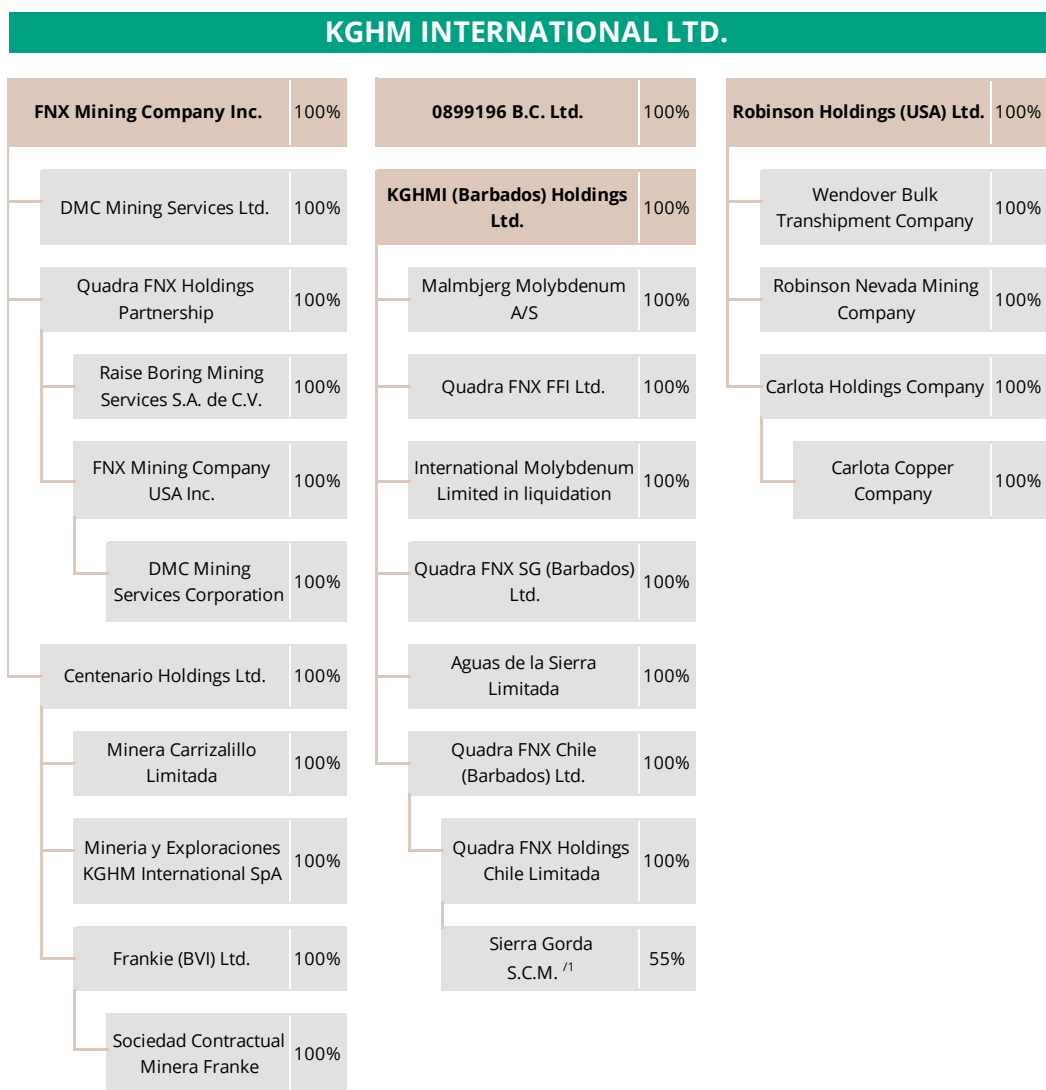 KGHM INTERNATIONAL LTD.
FNX Mining Company Inc. 100%
DMC Mining Services Ltd. 100%
Quadra FNX Holdings
Partnership
100%
Raise Boring Mining
Services S.A. de C.V.
100%
FNX Mining Company
USA Inc.
100%
DMC Mining
Services Corporation
100%
Centenario Holdings Ltd. 100%
Minera Carrizalillo
Limitada
100%
Mineria y Exploraciones
KGHM International SpA
100%
Frankie (BVI) Ltd. 100%
Sociedad Contractual
Minera Franke
100%
0899196 B.C. Ltd. 100%
KGHMI (Barbados) Holdings
Ltd.
100%
Malmbjerg Molybdenum
A/S
100%
Quadra FNX FFI Ltd. 100%
International Molybdenum
Limited in liquidation
100%
Quadra FNX SG (Barbados)
Ltd.
100%
Aguas de la Sierra
Limitada
100%
Quadra FNX Chile
(Barbados) Ltd.
100%
Quadra FNX Holdings
Chile Limitada
100%
Sierra Gorda
S.C.M. /1
55%
Robinson Holdings (USA) Ltd. 100%
Wendover Bulk
Transhipment Company
100%
Robinson Nevada Mining
Company
100%
Carlota Holdings Company 100%
Carlota Copper
Company
100%